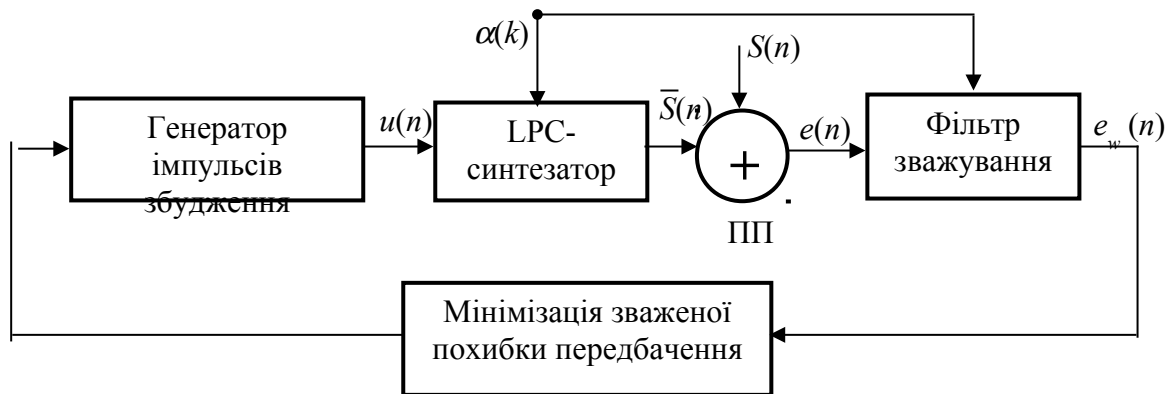 α(k)
S(n)
Генератор
імпульсів
збудження
u(n)
LPC-
синтезатор
S̅(n)
+
ПП
e(n)
Фільтр
зважування
e_w(n)
Мінімізація зваженої
похибки передбачення